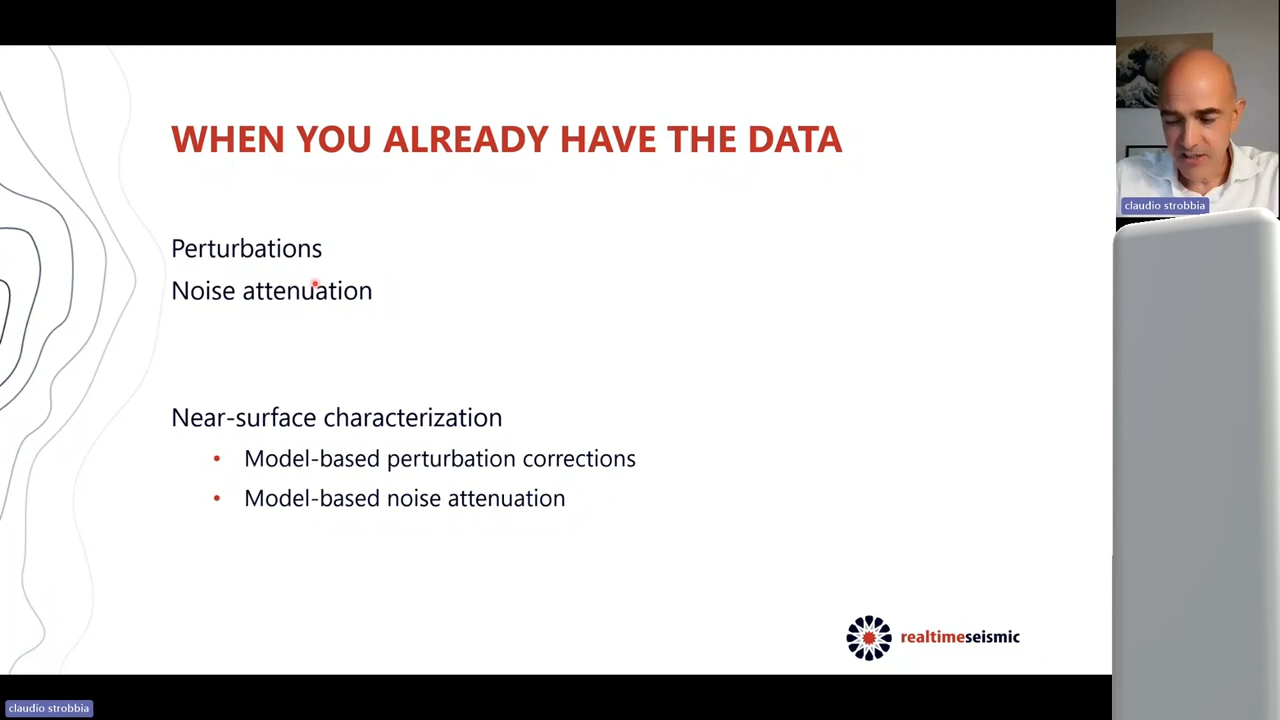 WHEN YOU ALREADY HAVE THE DATA
Perturbations
Noise attenuation
Near-surface characterization
• Model-based perturbation corrections
• Model-based noise attenuation
realtimeseismic
claudio strobbia
claudio strobbia